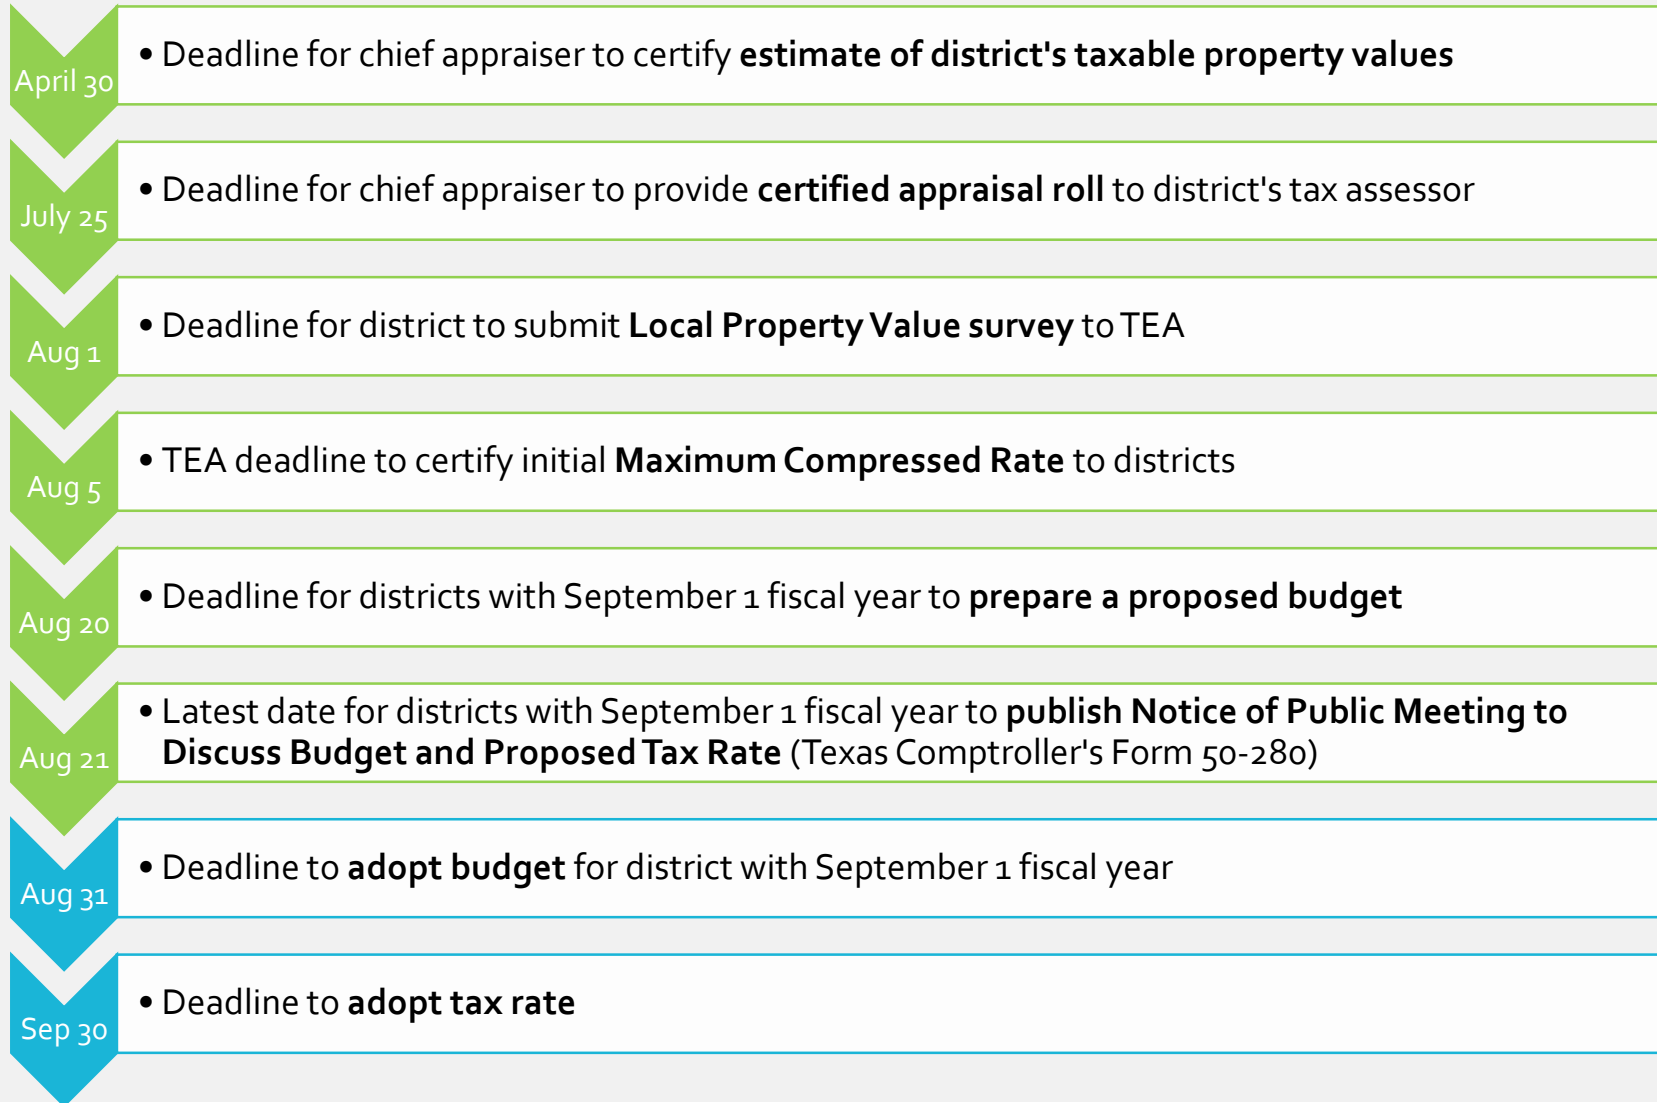 April 30
• Deadline for chief appraiser to certify estimate of district's taxable property values
July 25
• Deadline for chief appraiser to provide certified appraisal roll to district's tax assessor
Aug 1
• Deadline for district to submit Local Property Value survey to TEA
Aug 5
• TEA deadline to certify initial Maximum Compressed Rate to districts
Aug 20
• Deadline for districts with September 1 fiscal year to prepare a proposed budget
Aug 21
• Latest date for districts with September 1 fiscal year to publish Notice of Public Meeting to
Discuss Budget and Proposed Tax Rate (Texas Comptroller's Form 50-280)
Aug 31
• Deadline to adopt budget for district with September 1 fiscal year
Sep 30
• Deadline to adopt tax rate